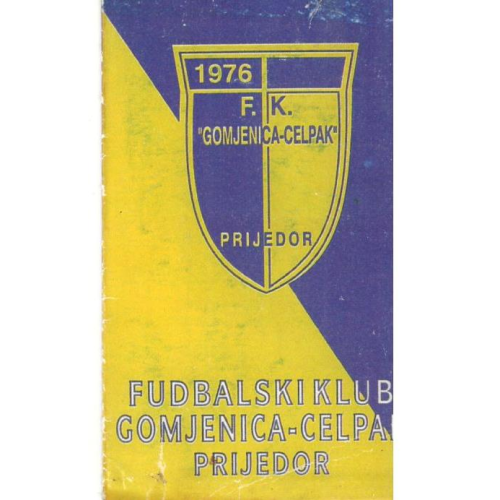 1976
F. K.
"GOMJENICA-CELPAK"
PRIJEDOR
FUDBALSKI KLUB
GOMJENICA-CELPA
PRIJEDOR